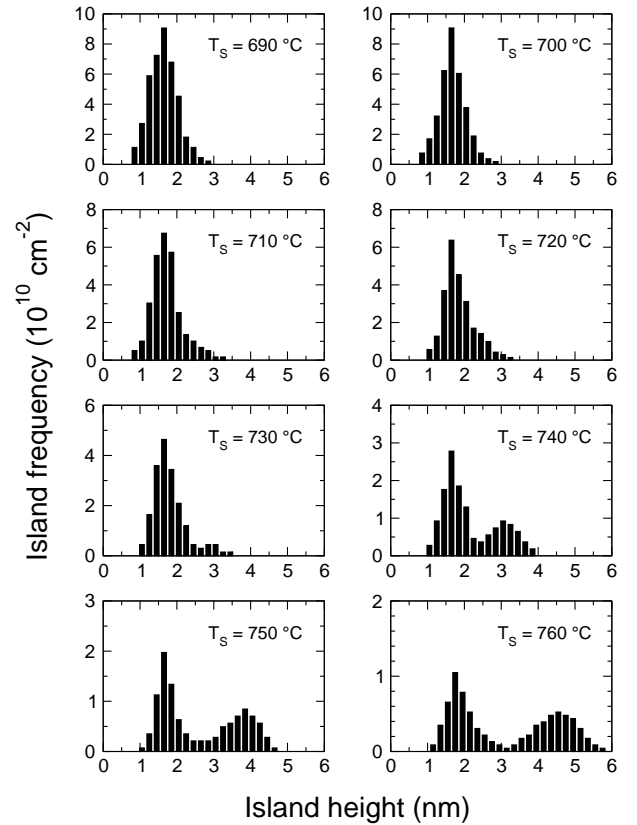 10
8
6
4
2
0
T_S = 690 °C
0 1 2 3 4 5 6
10
8
6
4
2
0
T_S = 700 °C
0 1 2 3 4 5 6
8
6
4
2
0
T_S = 710 °C
0 1 2 3 4 5 6
8
6
4
2
0
T_S = 720 °C
0 1 2 3 4 5 6
6
4
2
0
T_S = 730 °C
0 1 2 3 4 5 6
4
3
2
1
0
T_S = 740 °C
0 1 2 3 4 5 6
3
2
1
0
T_S = 750 °C
0 1 2 3 4 5 6
2
1
0
T_S = 760 °C
0 1 2 3 4 5 6
Island frequency (10^10 cm^-2)
Island height (nm)